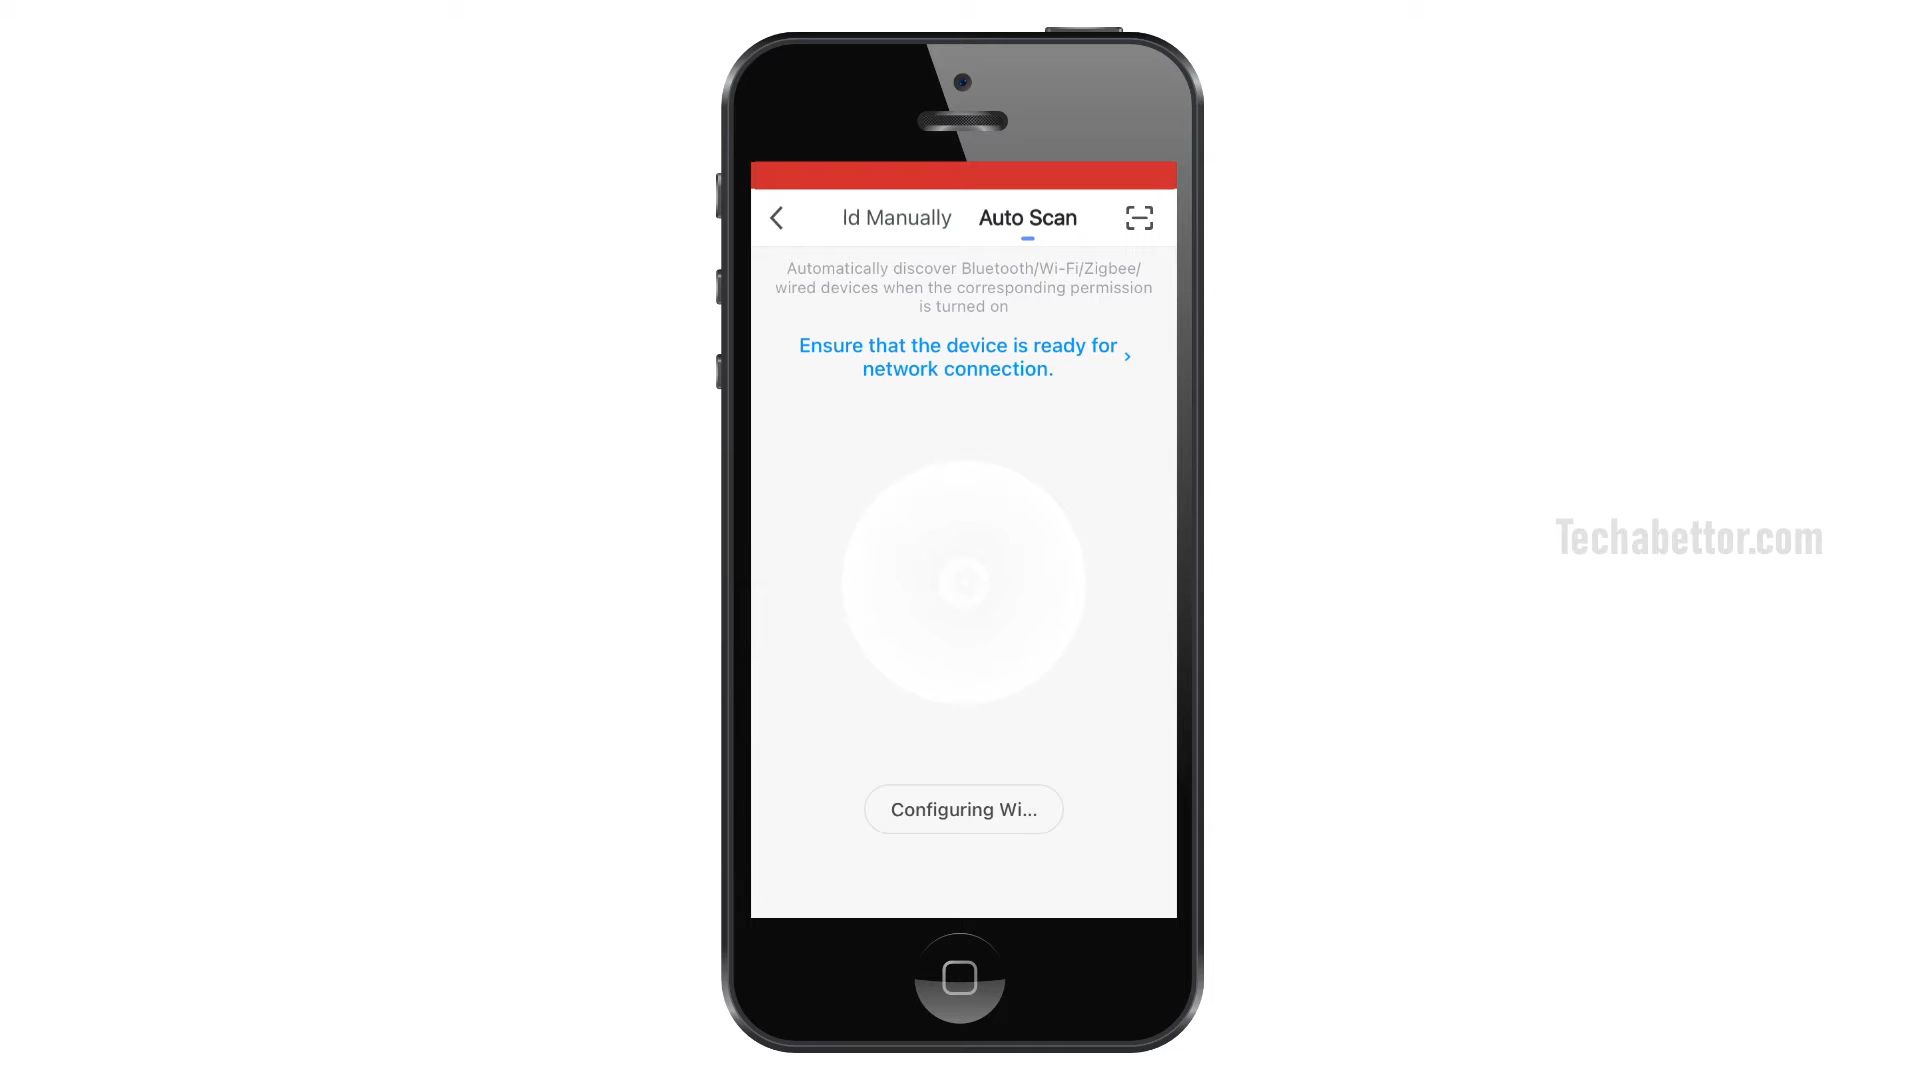 ld Manually
Auto Scan
Automatically discover Bluetooth/Wi-Fi/Zigbee/
wired devices when the corresponding permission
is turned on
Ensure that the device is ready for
network connection.
Configuring Wi...
Techabettor.com